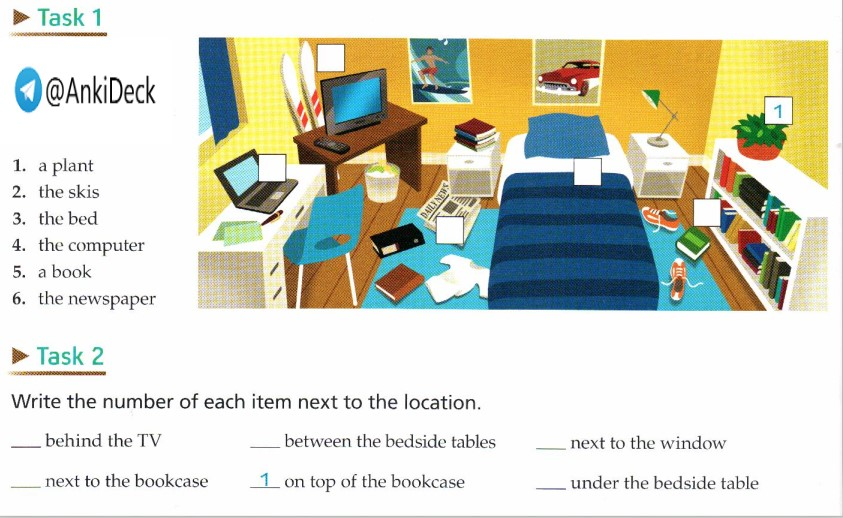 Task 1
@AnkiDeck
1
1. a plant
2. the skis
3. the bed
4. the computer
5. a book
6. the newspaper
DAILY NEWS
Task 2
Write the number of each item next to the location.
___ behind the TV ___ between the bedside tables ___ next to the window
___ next to the bookcase 1 on top of the bookcase ___ under the bedside table